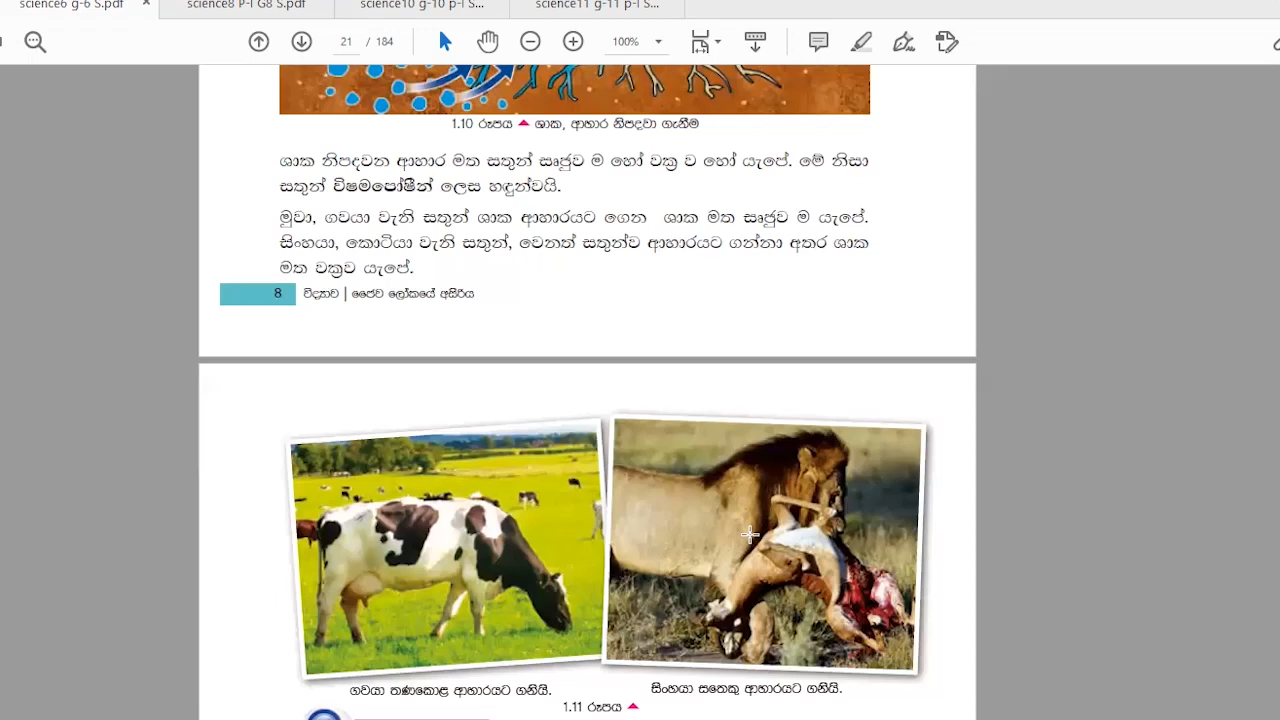 science6 g-6 S.pdf × science8 P-I G8 S.pdf science10 g-10 p-I S... science11 g-11 p-I S...
21 / 184 100%
1.10 රූපය ▲ ශාක, ආහාර නිපදවා ගැනීම
ශාක නිපදවන ආහාර මත සතුන් සෘජුව ම හෝ වක්‍ර ව හෝ යැපේ. මේ නිසා
සතුන් විෂමපෝෂීන් ලෙස හඳුන්වයි.
මුවා, ගවයා වැනි සතුන් ශාක ආහාරයට ගෙන ශාක මත සෘජුව ම යැපේ.
සිංහයා, කොටියා වැනි සතුන්, වෙනත් සතුන්ව ආහාරයට ගන්නා අතර ශාක
මත වක්‍රව යැපේ.
8 විද්‍යාව | ජෛව ලෝකයේ අසිරිය
ගවයා තණකොළ ආහාරයට ගනියි. සිංහයා සතෙකු ආහාරයට ගනියි.
1.11 රූපය ▲